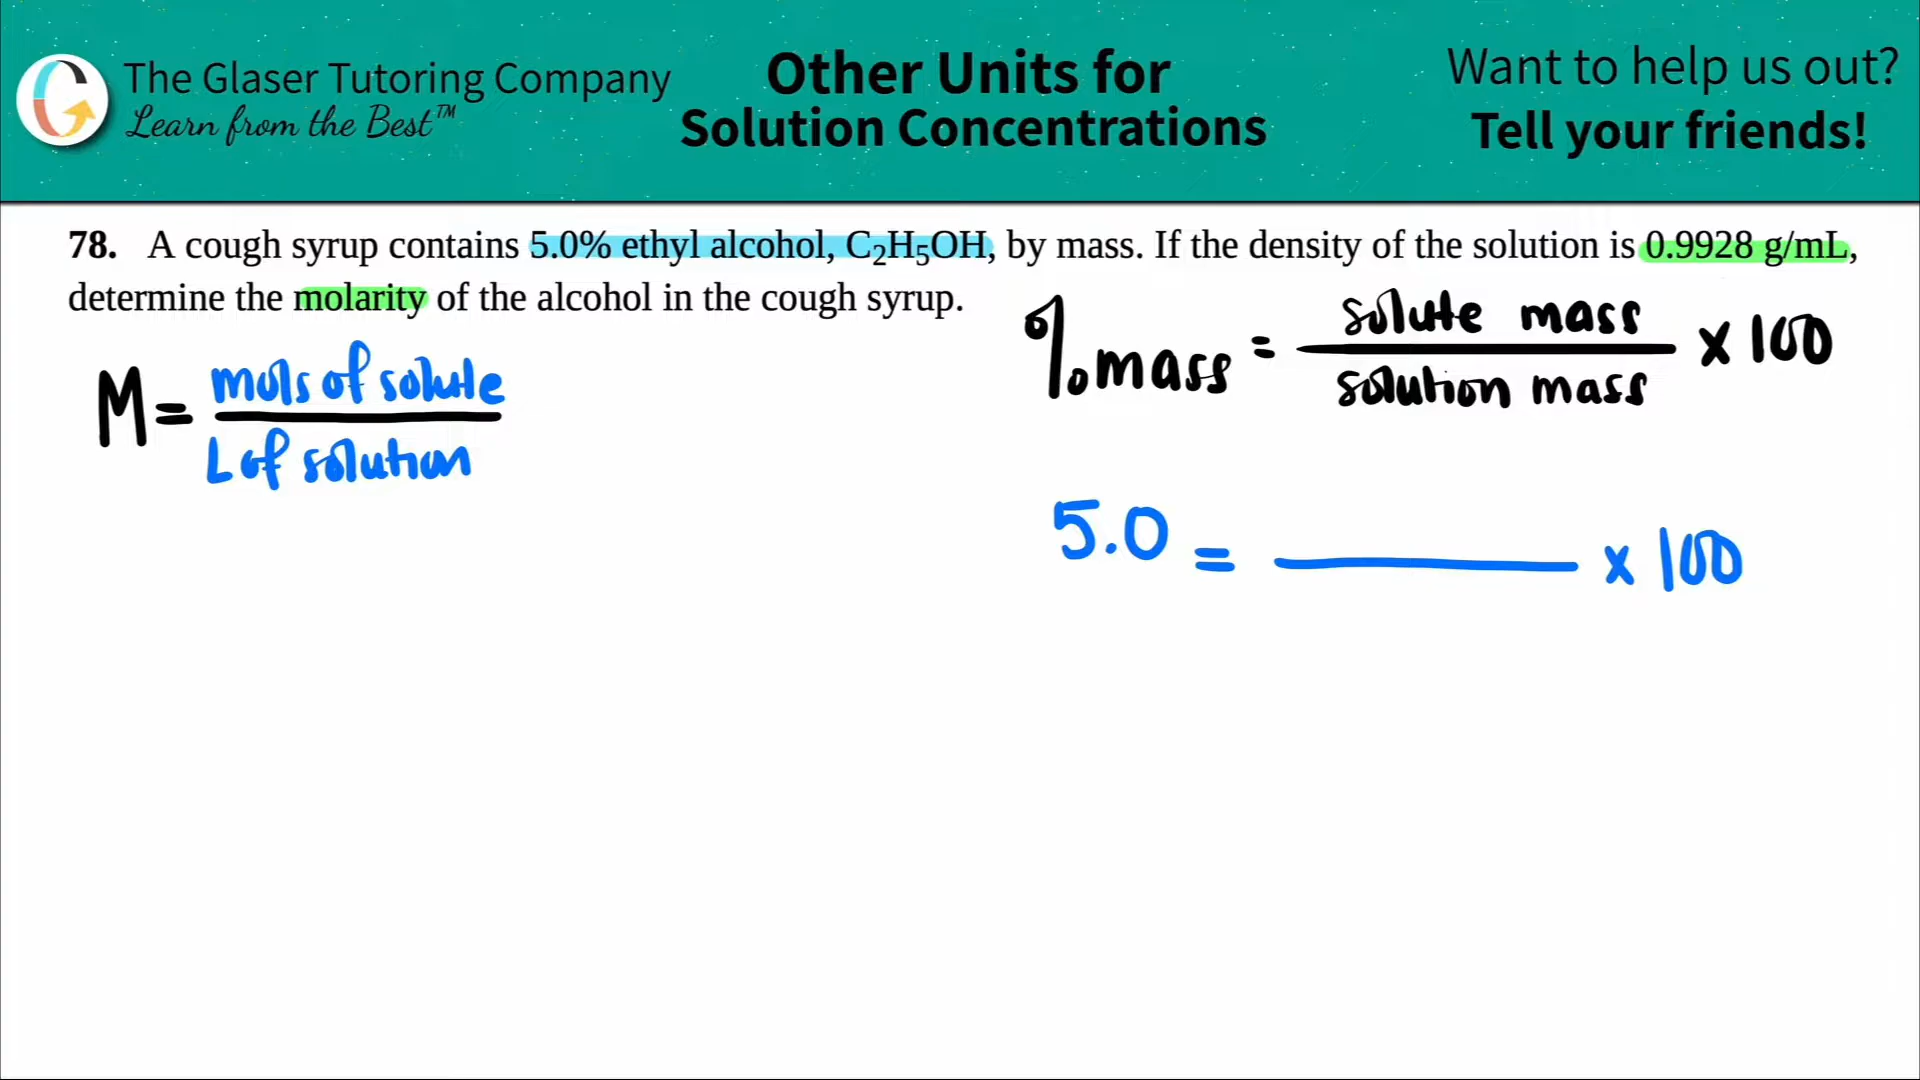 The Glaser Tutoring Company
Learn from the Best™
Other Units for
Solution Concentrations
Want to help us out?
Tell your friends!
78. A cough syrup contains 5.0% ethyl alcohol, C₂H₅OH, by mass. If the density of the solution is 0.9928 g/mL,
determine the molarity of the alcohol in the cough syrup.
M = mols of solute / L of solution
%mass = solute mass / solution mass x 100
5.0 = ____ x 100